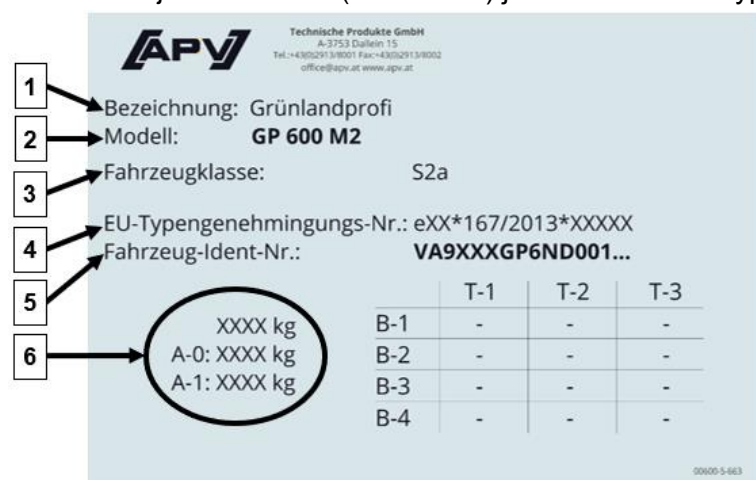 APV
Technische Produkte GmbH
A-3753 Dallein 15
Tel.:+43(0)2913/8001 Fax:+43(0)2913/8002
office@apv.at www.apv.at
1
Bezeichnung: Grünlandprofi
2
Modell: GP 600 M2
3
Fahrzeugklasse: S2a
4
EU-Typengenehmingungs-Nr.: eXX*167/2013*XXXXX
5
Fahrzeug-Ident-Nr.: VA9XXXGP6ND001...
6
XXXX kg
A-0: XXXX kg
A-1: XXXX kg
T-1 T-2 T-3
B-1 - - -
B-2 - - -
B-3 - - -
B-4 - - -
00600-5-663